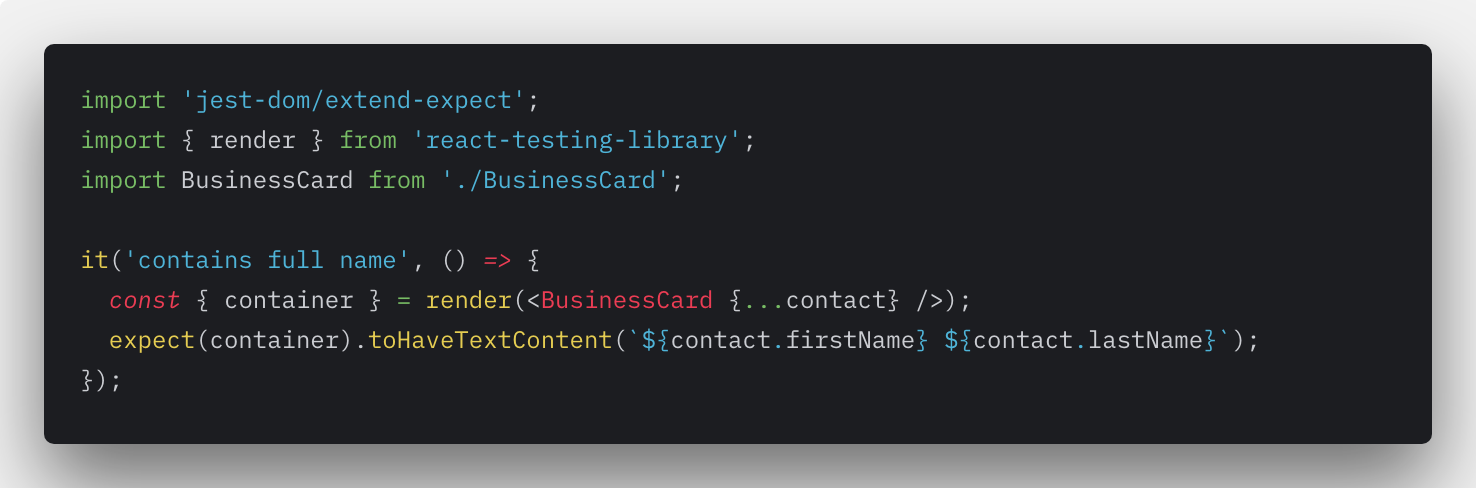 import 'jest-dom/extend-expect';
import { render } from 'react-testing-library';
import BusinessCard from './BusinessCard';

it('contains full name', () => {
  const { container } = render(<BusinessCard {...contact} />);
  expect(container).toHaveTextContent(`${contact.firstName} ${contact.lastName}`);
});